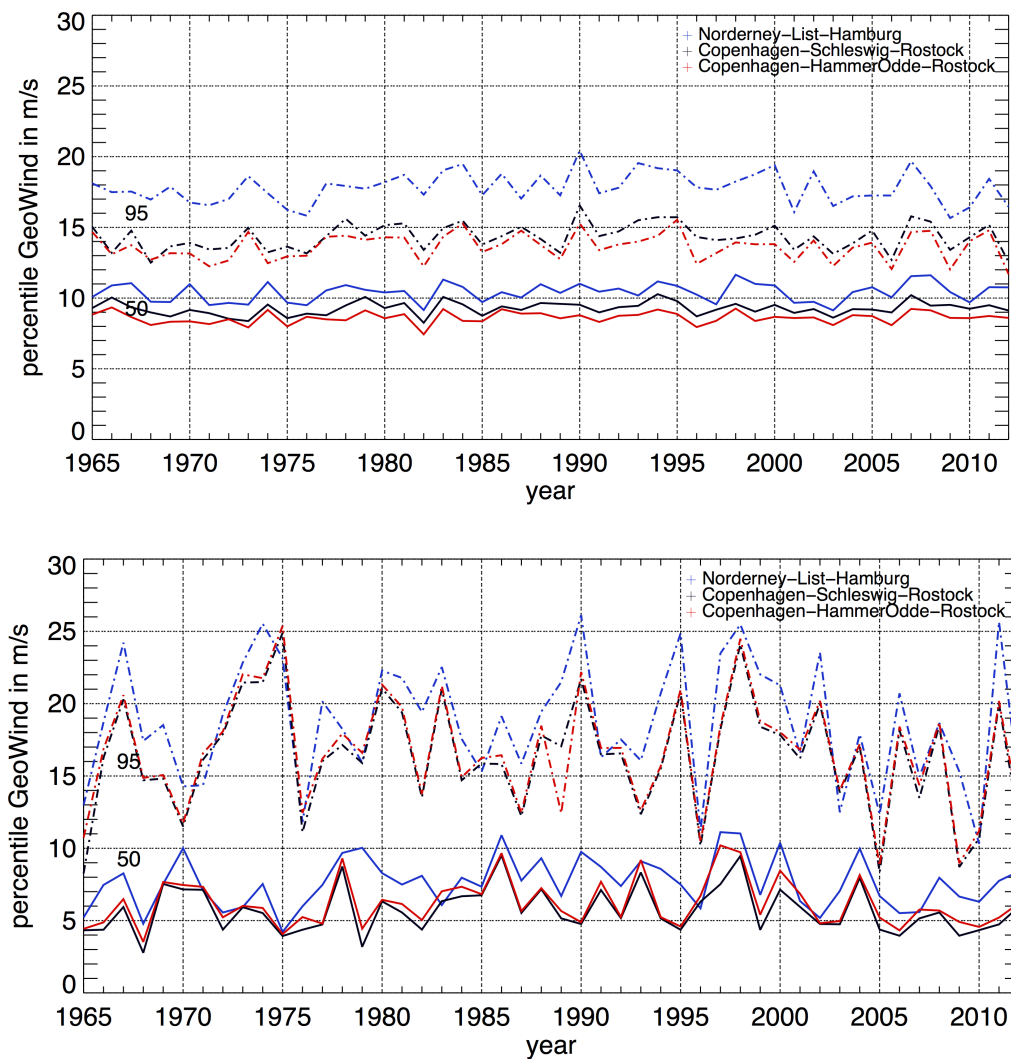 30
25
20
15
10
5
0
percentile GeoWind in m/s
+ Norderney−List−Hamburg
+ Copenhagen−Schleswig−Rostock
+ Copenhagen−HammerOdde−Rostock
95
50
1965 1970 1975 1980 1985 1990 1995 2000 2005 2010
year
30
25
20
15
10
5
0
percentile GeoWind in m/s
+ Norderney−List−Hamburg
+ Copenhagen−Schleswig−Rostock
+ Copenhagen−HammerOdde−Rostock
95
50
1965 1970 1975 1980 1985 1990 1995 2000 2005 2010
year